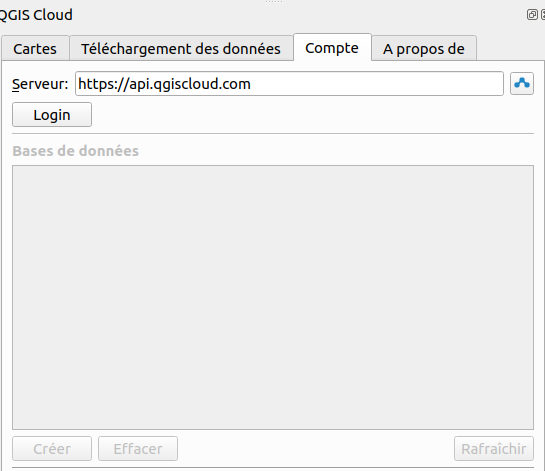 QGIS Cloud
Cartes Téléchargement des données Compte A propos de
Serveur: https://api.qgiscloud.com
Login
Bases de données
Créer Effacer Rafraîchir